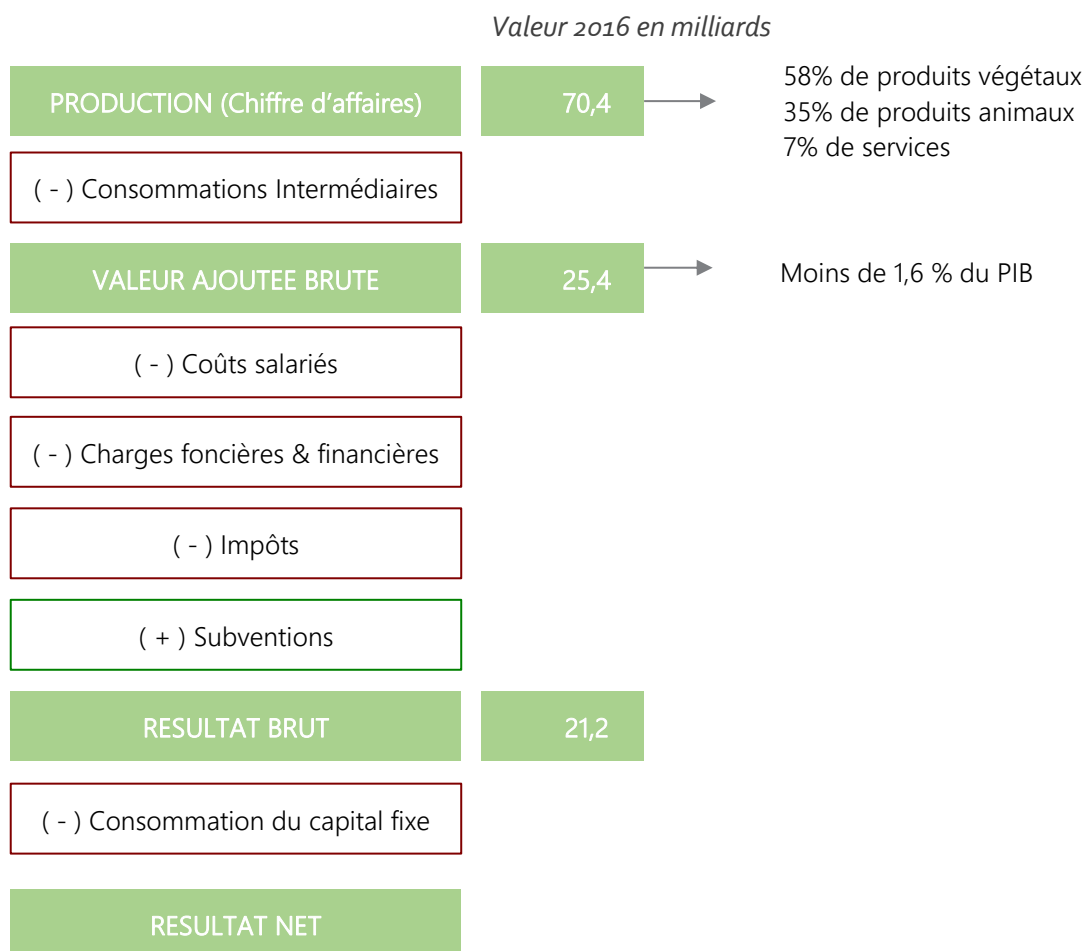 Valeur 2016 en milliards
PRODUCTION (Chiffre d'affaires)
70,4
58% de produits végétaux
35% de produits animaux
7% de services
( - ) Consommations Intermédiaires
VALEUR AJOUTEE BRUTE
25,4
Moins de 1,6 % du PIB
( - ) Coûts salariés
( - ) Charges foncières & financières
( - ) Impôts
( + ) Subventions
RESULTAT BRUT
21,2
( - ) Consommation du capital fixe
RESULTAT NET